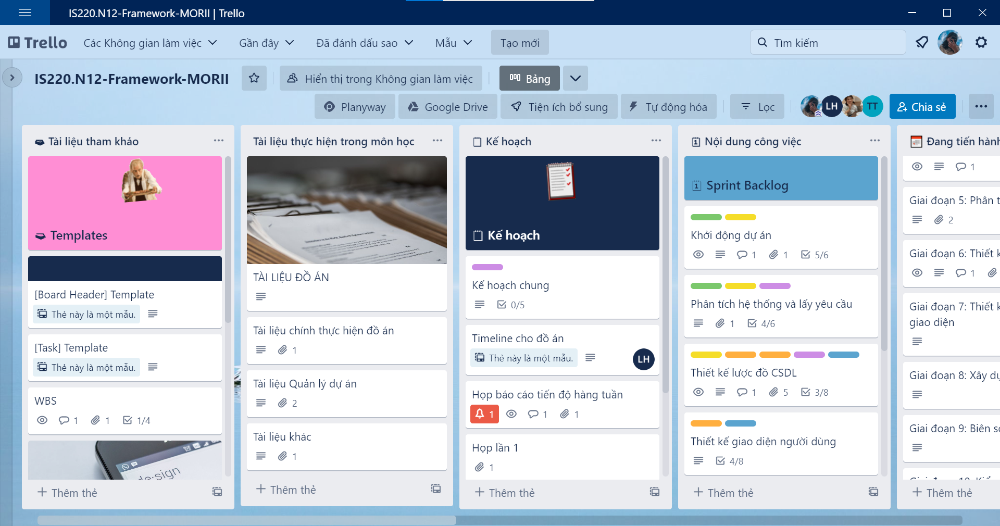 IS220.N12-Framework-MORII | Trello
Trello
Các Không gian làm việc
Gần đây
Đã đánh dấu sao
Mẫu
Tạo mới
Tìm kiếm
IS220.N12-Framework-MORII
Hiển thị trong Không gian làm việc
Bảng
Planyway
Google Drive
Tiện ích bổ sung
Tự động hóa
Lọc
LH
TT
Chia sẻ
Tài liệu tham khảo
Templates
[Board Header] Template
Thẻ này là một mẫu.
[Task] Template
Thẻ này là một mẫu.
WBS
1 1 1/4
de·sign
Thêm thẻ
Tài liệu thực hiện trong môn học
TÀI LIỆU ĐỒ ÁN
Tài liệu chính thực hiện đồ án
1
Tài liệu Quản lý dự án
2
Tài liệu khác
1
Thêm thẻ
Kế hoạch
Kế hoạch
Kế hoạch chung
0/5
Timeline cho đồ án
Thẻ này là một mẫu.
LH
Họp báo cáo tiến độ hàng tuần
1 1 1
Họp lần 1
1
Thêm thẻ
Nội dung công việc
Sprint Backlog
Khởi động dự án
1 1 5/6
Phân tích hệ thống và lấy yêu cầu
1 4/6
Thiết kế lược đồ CSDL
1 5 3/8
Thiết kế giao diện người dùng
4/8
Thêm thẻ
Đang tiến hành
1
Giai đoạn 5: Phân t
2
Giai đoạn 6: Thiết k
1
Giai đoạn 7: Thiết k
giao diện
Giai đoạn 8: Xây dự
Giai đoạn 9: Biên so
Thêm thẻ